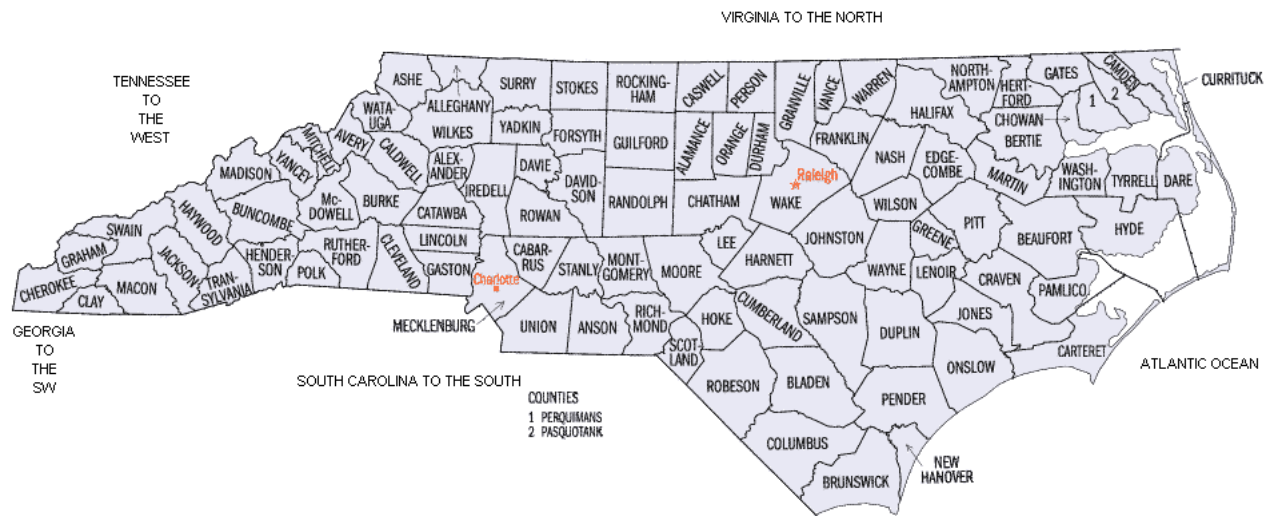 VIRGINIA TO THE NORTH
TENNESSEE
TO
THE
WEST
ASHE
ALLEGHANY
SURRY
STOKES
ROCKING-
HAM
CASWELL
PERSON
GRANVILLE
VANCE
WARREN
NORTH-
AMPTON
HERT-
FORD
GATES
CAMDEN
CURRITUCK
1
2
WATA-
UGA
WILKES
YADKIN
FORSYTH
GUILFORD
ALAMANCE
ORANGE
DURHAM
FRANKLIN
HALIFAX
CHOWAN
BERTIE
MITCHELL
AVERY
CALDWELL
ALEX-
ANDER
IREDELL
DAVIE
DAVID-
SON
RANDOLPH
CHATHAM
Raleigh
WAKE
NASH
EDGE-
COMBE
MARTIN
WASH-
INGTON
TYRRELL
DARE
MADISON
YANCEY
Mc-
DOWELL
BURKE
CATAWBA
ROWAN
WILSON
PITT
BEAUFORT
HYDE
HAYWOOD
BUNCOMBE
SWAIN
GRAHAM
CHEROKEE
CLAY
MACON
JACKSON
TRAN-
SYLVANIA
HENDER-
SON
POLK
RUTHER-
FORD
CLEVELAND
LINCOLN
GASTON
Charlotte
CABAR-
RUS
STANLY
MONT-
GOMERY
MOORE
LEE
HARNETT
JOHNSTON
GREENE
WAYNE
LENOIR
CRAVEN
PAMLICO
MECKLENBURG
UNION
ANSON
RICH-
MOND
SCOT-
LAND
HOKE
CUMBERLAND
SAMPSON
DUPLIN
JONES
CARTERET
ONSLOW
GEORGIA
TO
THE
SW
SOUTH CAROLINA TO THE SOUTH
ATLANTIC OCEAN
ROBESON
BLADEN
PENDER
COLUMBUS
BRUNSWICK
NEW
HANOVER
COUNTIES
1 PERQUIMANS
2 PASQUOTANK